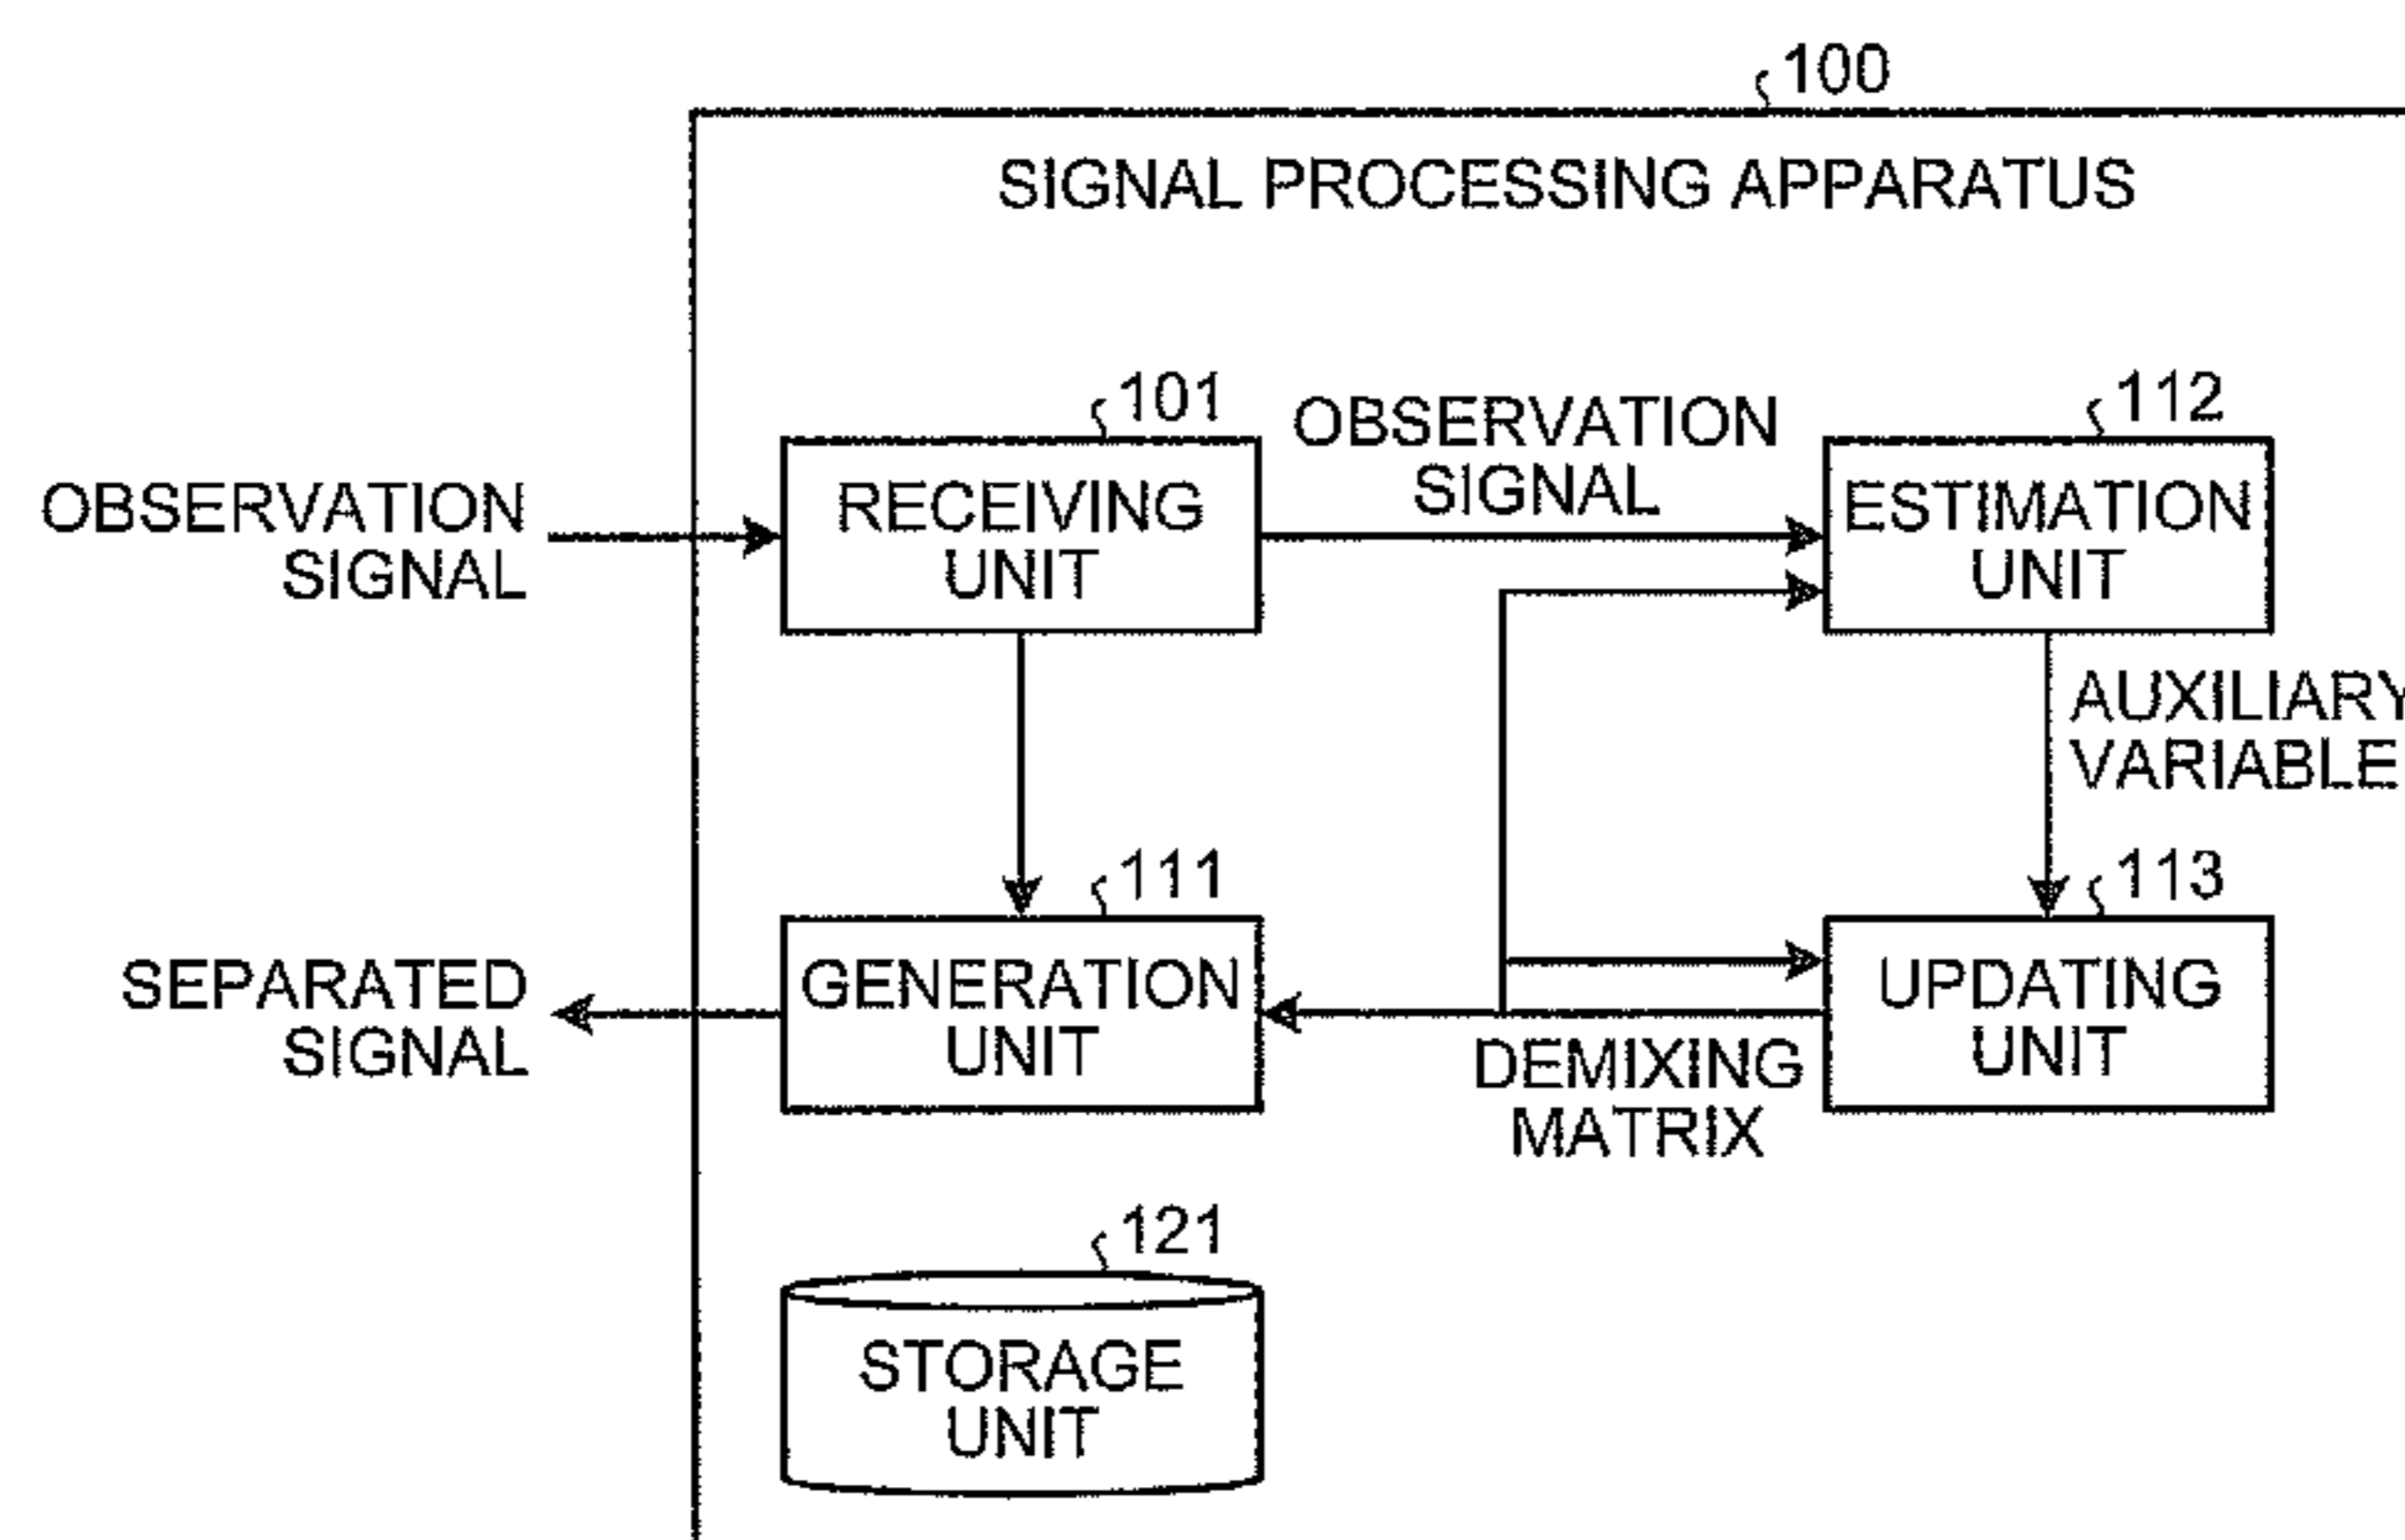 100
SIGNAL PROCESSING APPARATUS
OBSERVATION
SIGNAL
101
RECEIVING
UNIT
OBSERVATION
SIGNAL
112
ESTIMATION
UNIT
AUXILIARY
VARIABLE
SEPARATED
SIGNAL
111
GENERATION
UNIT
DEMIXING
MATRIX
113
UPDATING
UNIT
121
STORAGE
UNIT